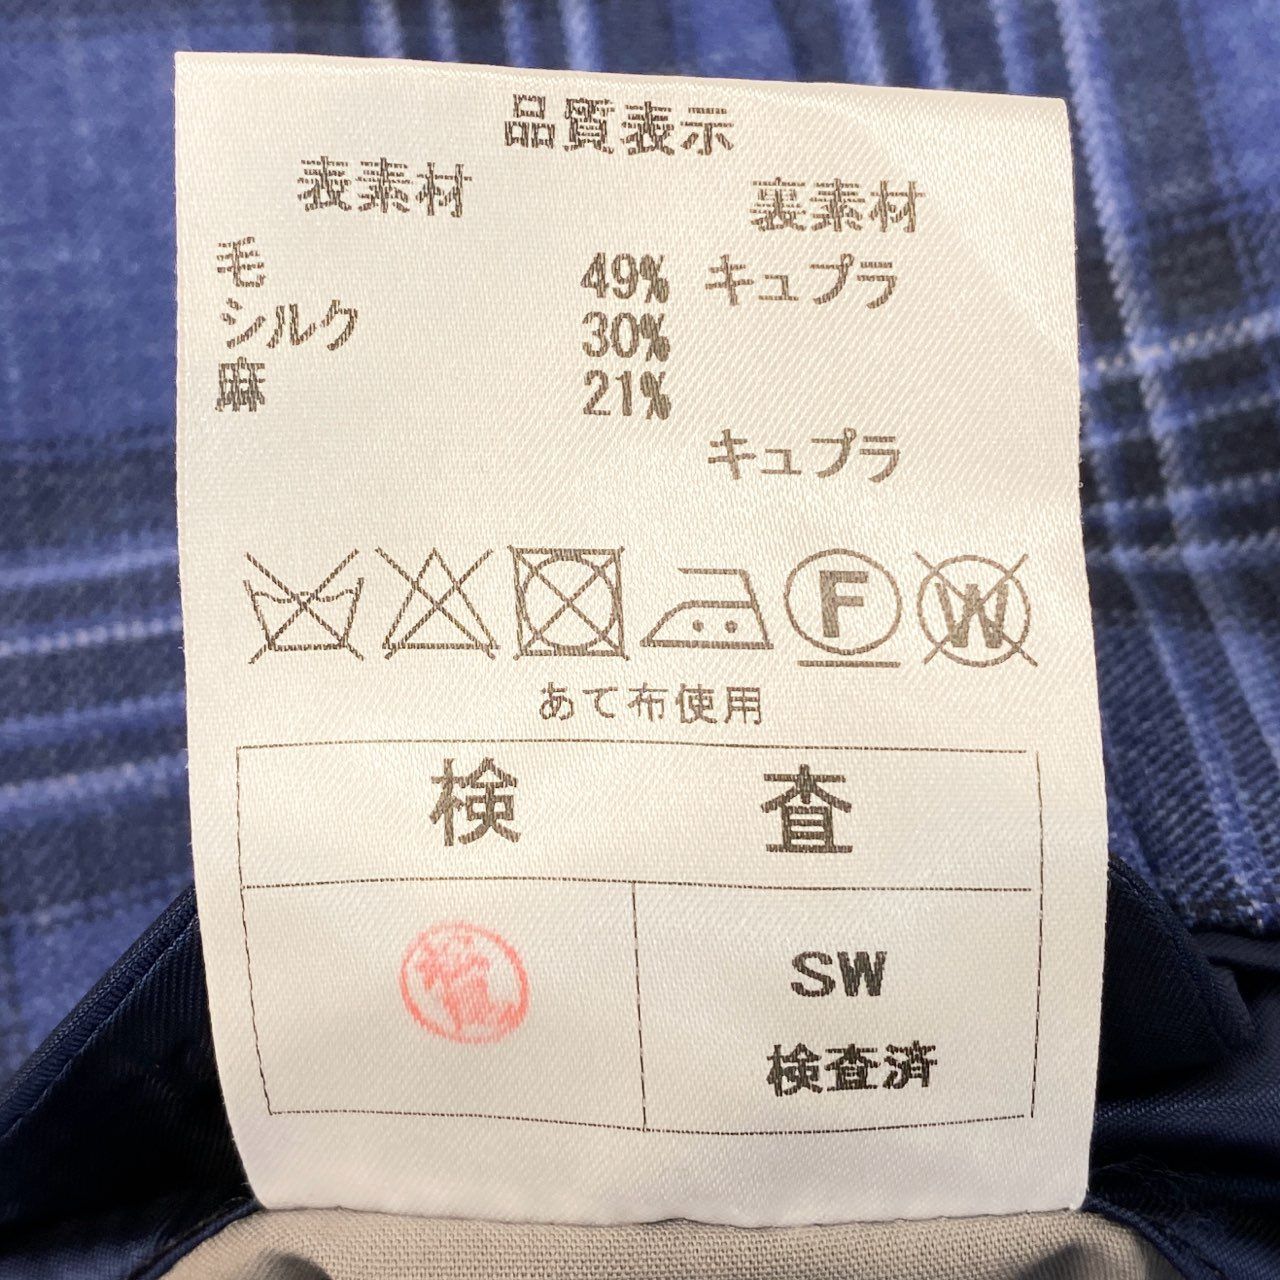 品質表示
表素材 裏素材
毛 49% キュプラ
シルク 30%
麻 21%
キュプラ
F W
あて布使用
検 査
SW
検査済